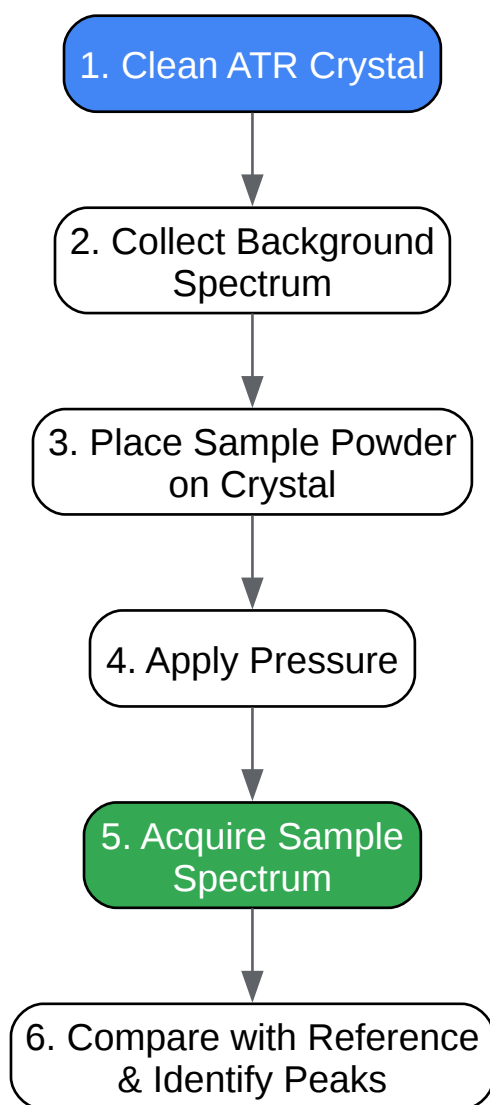 1. Clean ATR Crystal
2. Collect Background
Spectrum
3. Place Sample Powder
on Crystal
4. Apply Pressure
5. Acquire Sample
Spectrum
6. Compare with Reference
& Identify Peaks